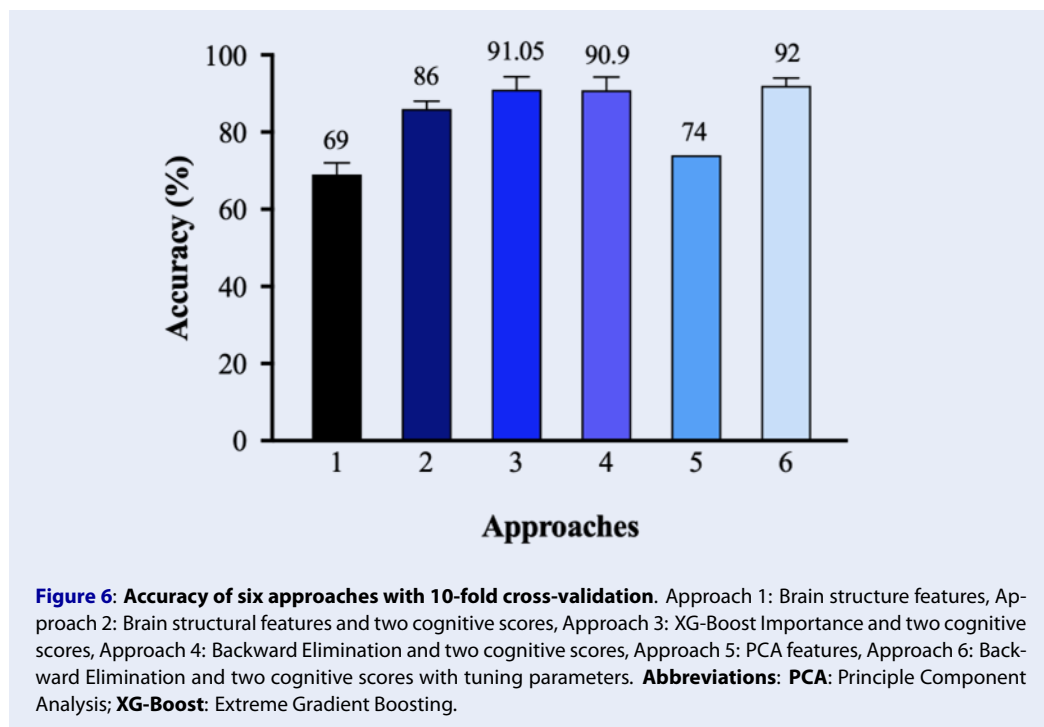 100
80
60
40
20
0
Accuracy (%)
69
86
91.05
90.9
74
92
1 2 3 4 5 6
Approaches
Figure 6: Accuracy of six approaches with 10-fold cross-validation. Approach 1: Brain structure features, Ap-
proach 2: Brain structural features and two cognitive scores, Approach 3: XG-Boost Importance and two cognitive
scores, Approach 4: Backward Elimination and two cognitive scores, Approach 5: PCA features, Approach 6: Back-
ward Elimination and two cognitive scores with tuning parameters. Abbreviations: PCA: Principle Component
Analysis; XG-Boost: Extreme Gradient Boosting.